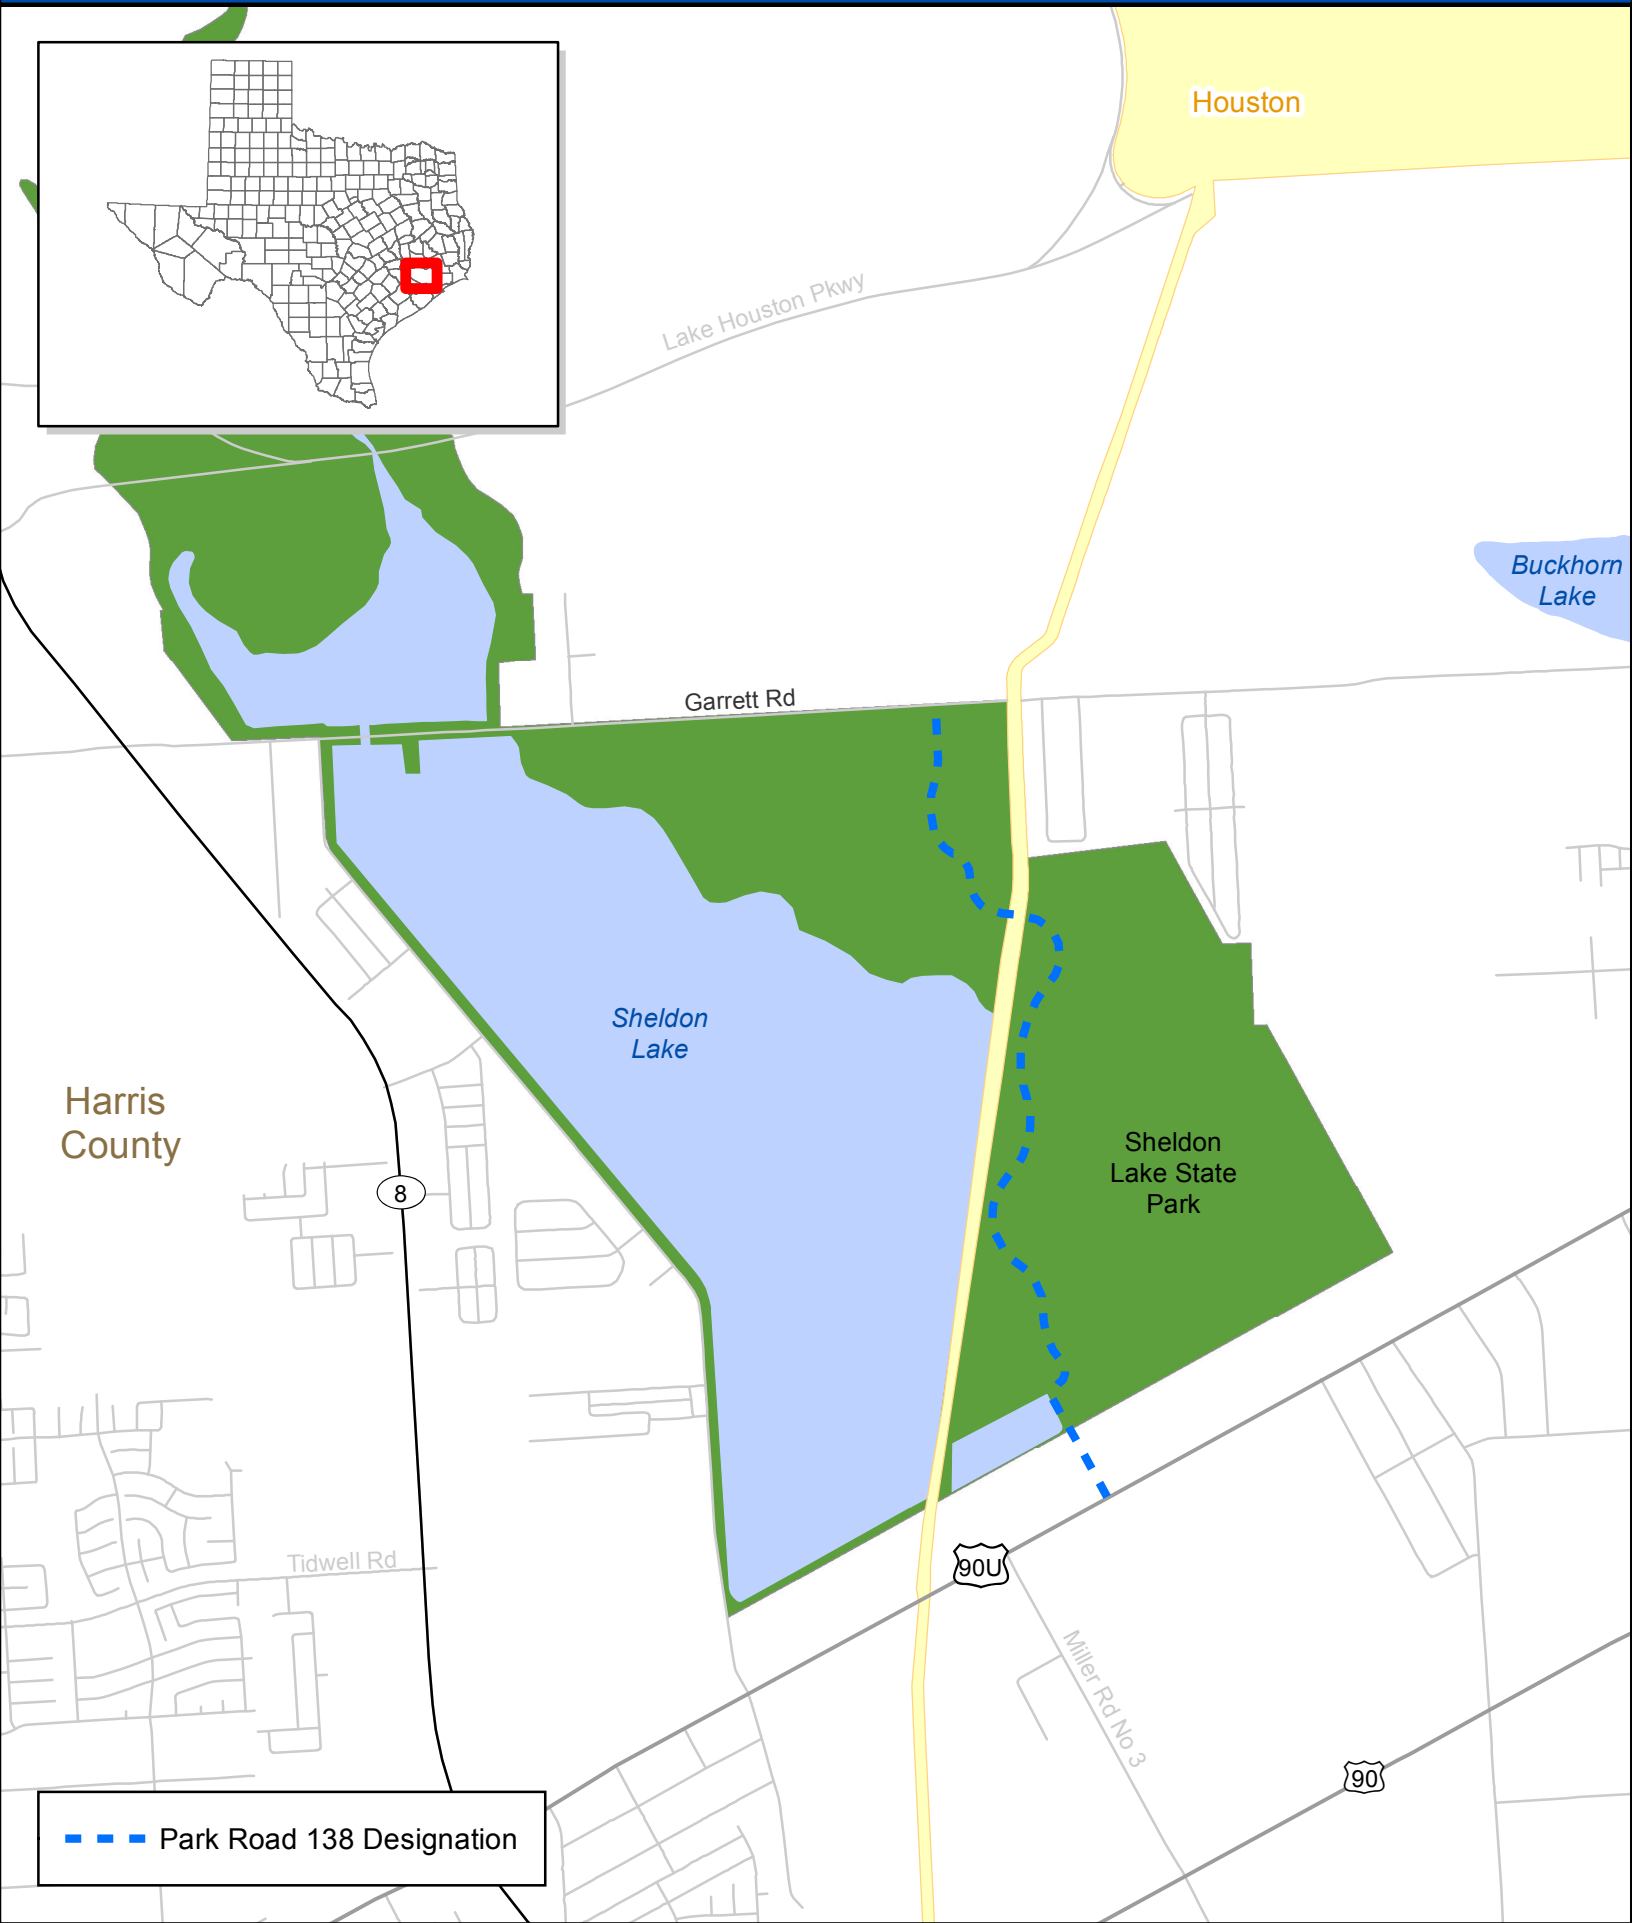 Houston
Lake Houston Pkwy
Buckhorn
Lake
Garrett Rd
Sheldon
Lake
Harris
County
Sheldon
Lake State
Park
8
90U
Tidwell Rd
Miller Rd No 3
90
Park Road 138 Designation